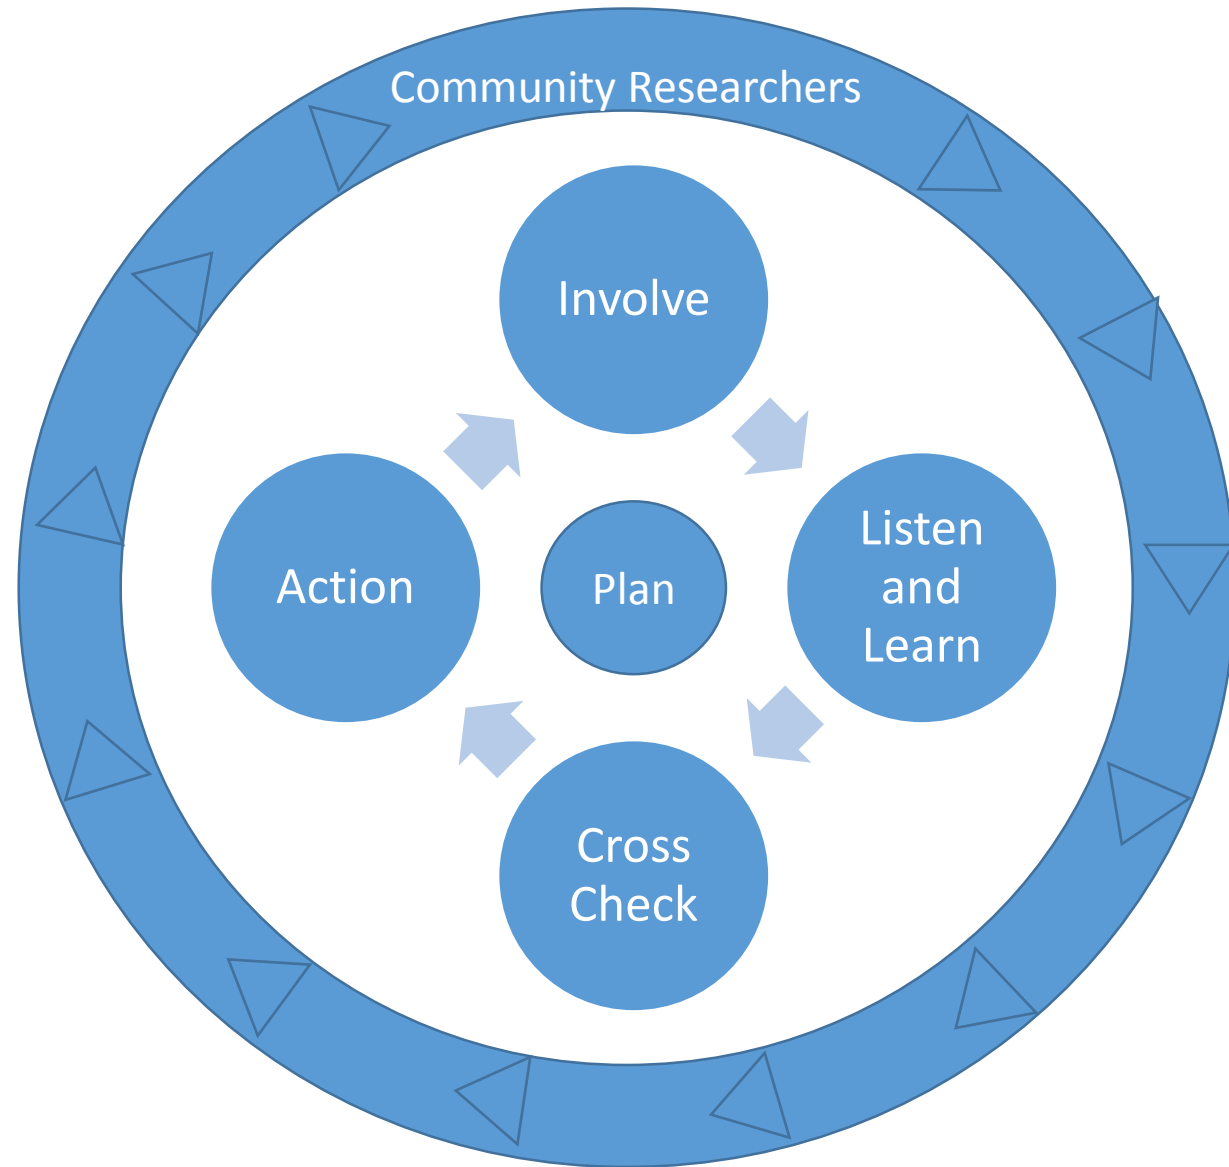 Community Researchers
Involve
Listen
and
Learn
Action
Plan
Cross
Check